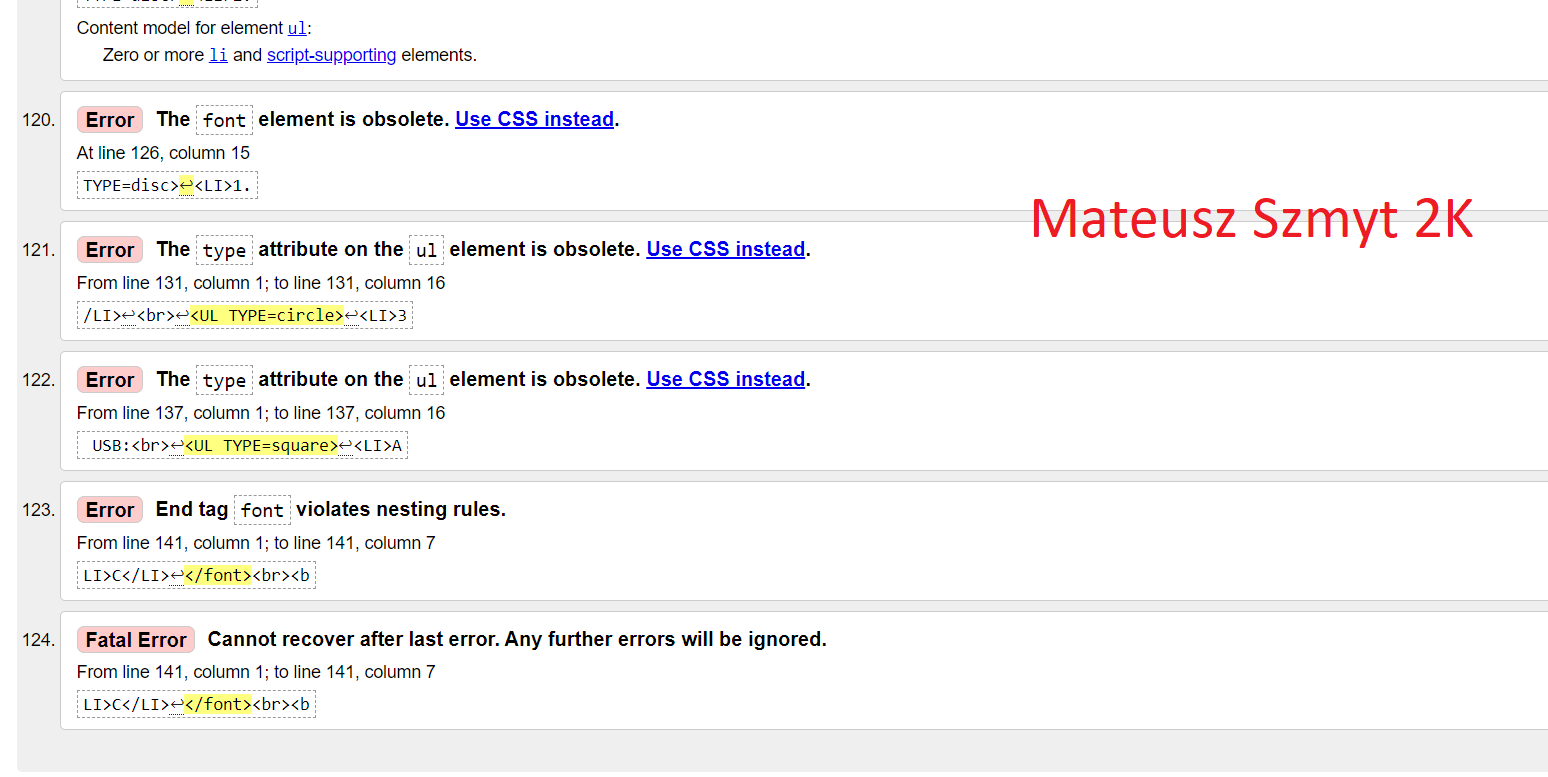 Content model for element ul:
Zero or more li and script-supporting elements.
120. Error The font element is obsolete. Use CSS instead.
At line 126, column 15
TYPE=disc>↩<LI>1.
Mateusz Szmyt 2K
121. Error The type attribute on the ul element is obsolete. Use CSS instead.
From line 131, column 1; to line 131, column 16
/LI>↩<br>↩<UL TYPE=circle>↩<LI>3
122. Error The type attribute on the ul element is obsolete. Use CSS instead.
From line 137, column 1; to line 137, column 16
USB:<br>↩<UL TYPE=square>↩<LI>A
123. Error End tag font violates nesting rules.
From line 141, column 1; to line 141, column 7
LI>C</LI>↩</font><br><b
124. Fatal Error Cannot recover after last error. Any further errors will be ignored.
From line 141, column 1; to line 141, column 7
LI>C</LI>↩</font><br><b